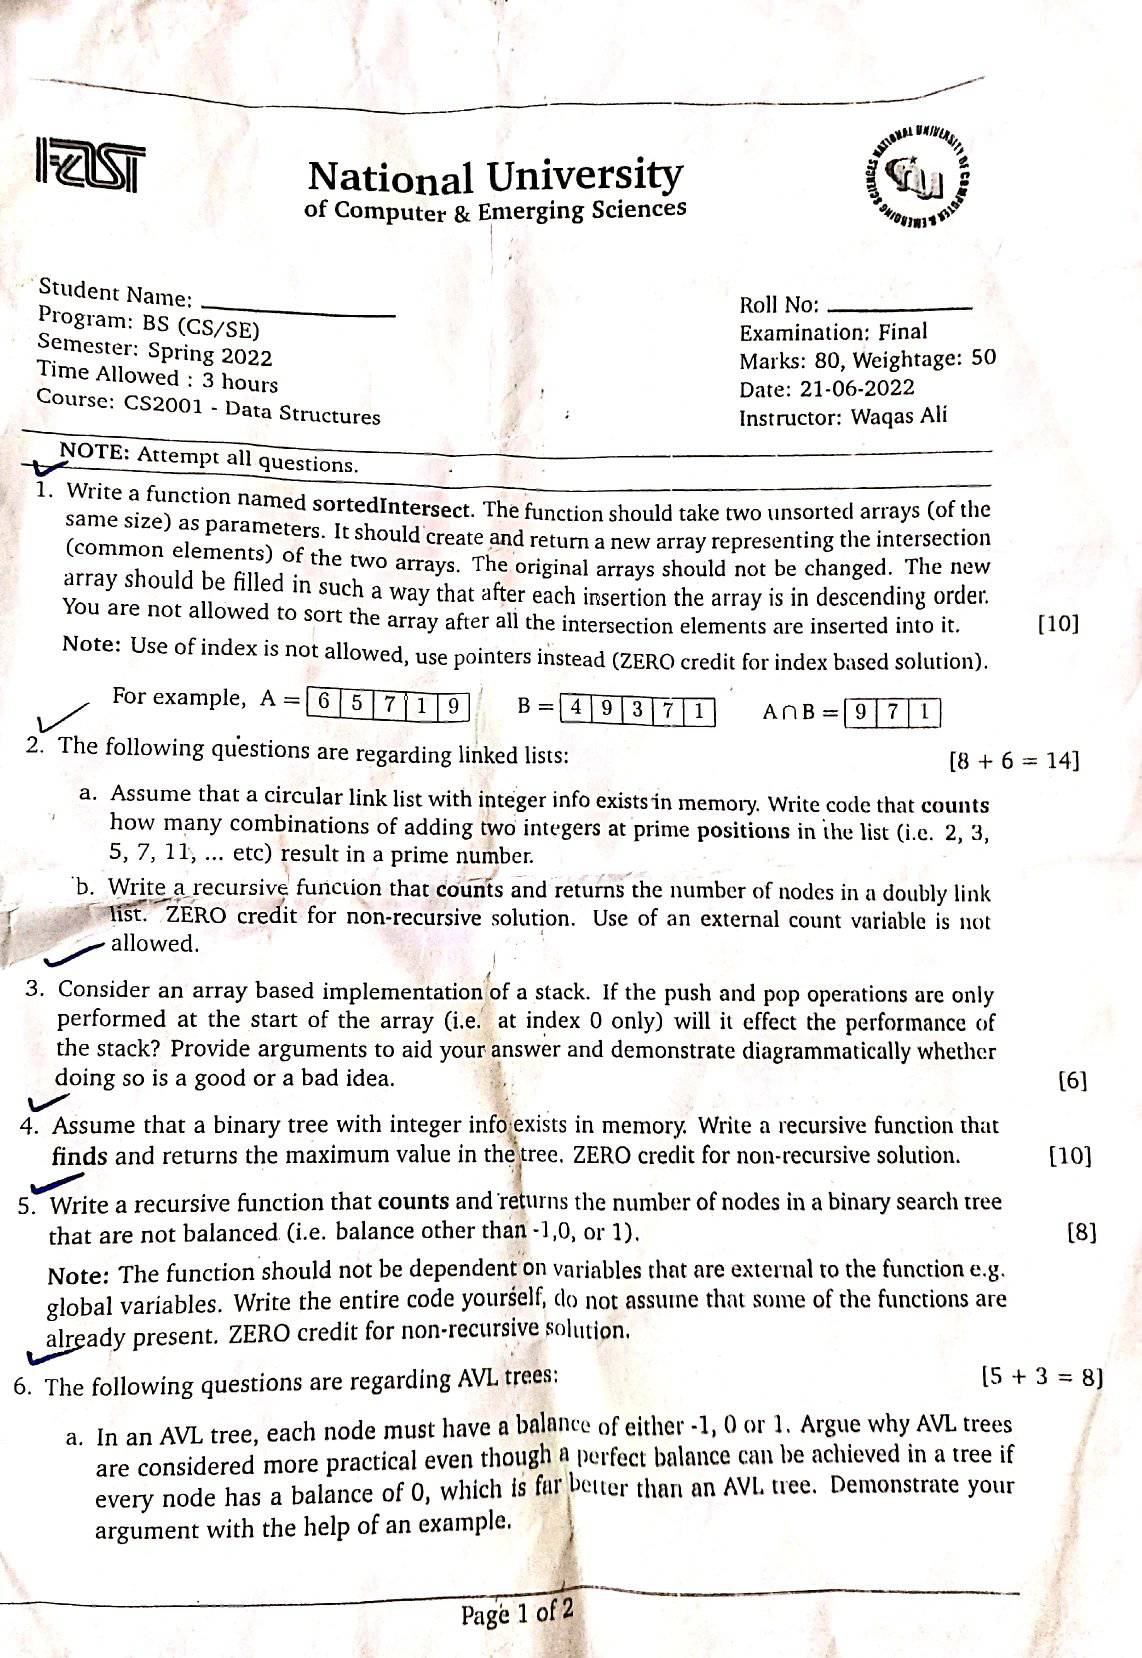 FAST
National University
of Computer & Emerging Sciences
NATIONAL UNIVERSITY OF COMPUTER & EMERGING SCIENCES
Student Name:
Program: BS (CS/SE)
Semester: Spring 2022
Time Allowed : 3 hours
Course: CS2001 - Data Structures
Roll No:
Examination: Final
Marks: 80, Weightage: 50
Date: 21-06-2022
Instructor: Waqas Ali
NOTE: Attempt all questions.
1. Write a function named sortedIntersect. The function should take two unsorted arrays (of the
same size) as parameters. It should create and return a new array representing the intersection
(common elements) of the two arrays. The original arrays should not be changed. The new
array should be filled in such a way that after each insertion the array is in descending order.
You are not allowed to sort the array after all the intersection elements are inserted into it. [10]
Note: Use of index is not allowed, use pointers instead (ZERO credit for index based solution).
For example, A = 6 5 7 1 9 B = 4 9 3 7 1 A∩B = 9 7 1
2. The following questions are regarding linked lists: [8 + 6 = 14]
a. Assume that a circular link list with integer info exists in memory. Write code that counts
how many combinations of adding two integers at prime positions in the list (i.e. 2, 3,
5, 7, 11, ... etc) result in a prime number.
b. Write a recursive function that counts and returns the number of nodes in a doubly link
list. ZERO credit for non-recursive solution. Use of an external count variable is not
allowed.
3. Consider an array based implementation of a stack. If the push and pop operations are only
performed at the start of the array (i.e. at index 0 only) will it effect the performance of
the stack? Provide arguments to aid your answer and demonstrate diagrammatically whether
doing so is a good or a bad idea. [6]
4. Assume that a binary tree with integer info exists in memory. Write a recursive function that
finds and returns the maximum value in the tree. ZERO credit for non-recursive solution. [10]
5. Write a recursive function that counts and returns the number of nodes in a binary search tree
that are not balanced (i.e. balance other than -1,0, or 1). [8]
Note: The function should not be dependent on variables that are external to the function e.g.
global variables. Write the entire code yourself, do not assume that some of the functions are
already present. ZERO credit for non-recursive solution.
6. The following questions are regarding AVL trees: [5 + 3 = 8]
a. In an AVL tree, each node must have a balance of either -1, 0 or 1. Argue why AVL trees
are considered more practical even though a perfect balance can be achieved in a tree if
every node has a balance of 0, which is far better than an AVL tree. Demonstrate your
argument with the help of an example.
Page 1 of 2